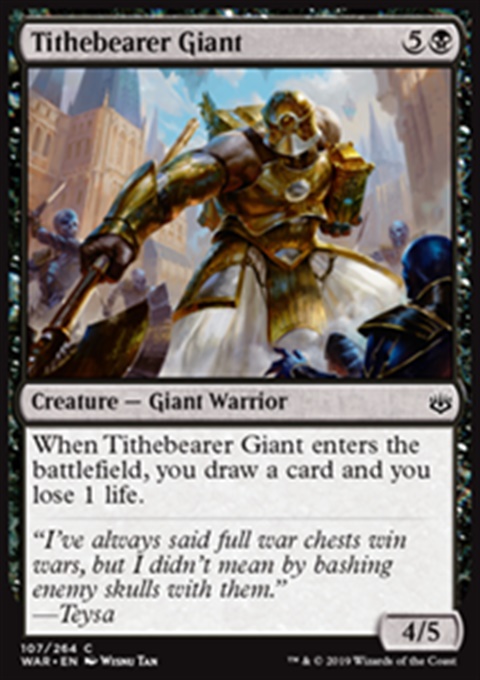 Tithebearer Giant 5
Creature — Giant Warrior
When Tithebearer Giant enters the
battlefield, you draw a card and you
lose 1 life.
“I’ve always said full war chests win
wars, but I didn’t mean by bashing
enemy skulls with them.”
—Teysa
4/5
107/264 C
WAR • EN Wisnu Tan
™ & © 2019 Wizards of the Coast